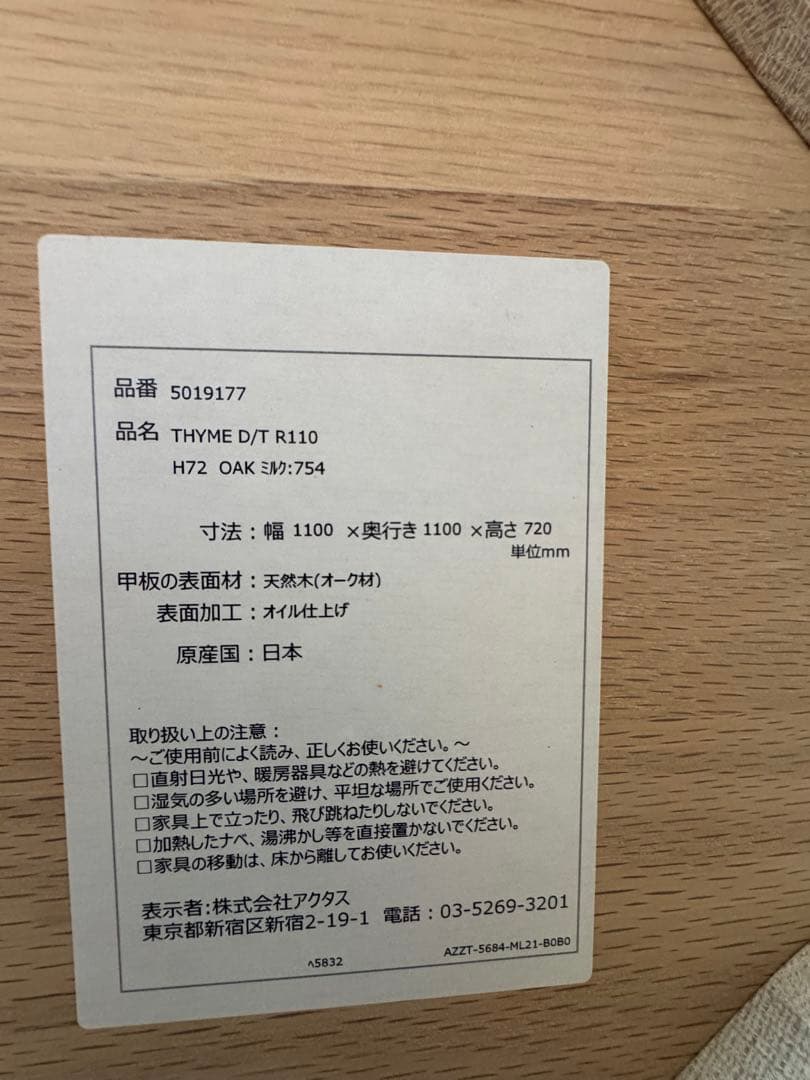 品番 5019177
品名 THYME D/T R110
H72 OAK ﾐﾙｸ:754
寸法：幅 1100 ×奥行き 1100 ×高さ 720
単位mm
甲板の表面材：天然木(オーク材)
表面加工：オイル仕上げ
原産国：日本
取り扱い上の注意：
～ご使用前によく読み、正しくお使いください。～
□直射日光や、暖房器具などの熱を避けてください。
□湿気の多い場所を避け、平坦な場所でご使用ください。
□家具上で立ったり、飛び跳ねたりしないでください。
□加熱したナベ、湯沸かし等を直接置かないでください。
□家具の移動は、床から離してお使いください。
表示者:株式会社アクタス
東京都新宿区新宿2-19-1 電話：03-5269-3201
ﾍ5832
AZZT-5684-ML21-B0B0